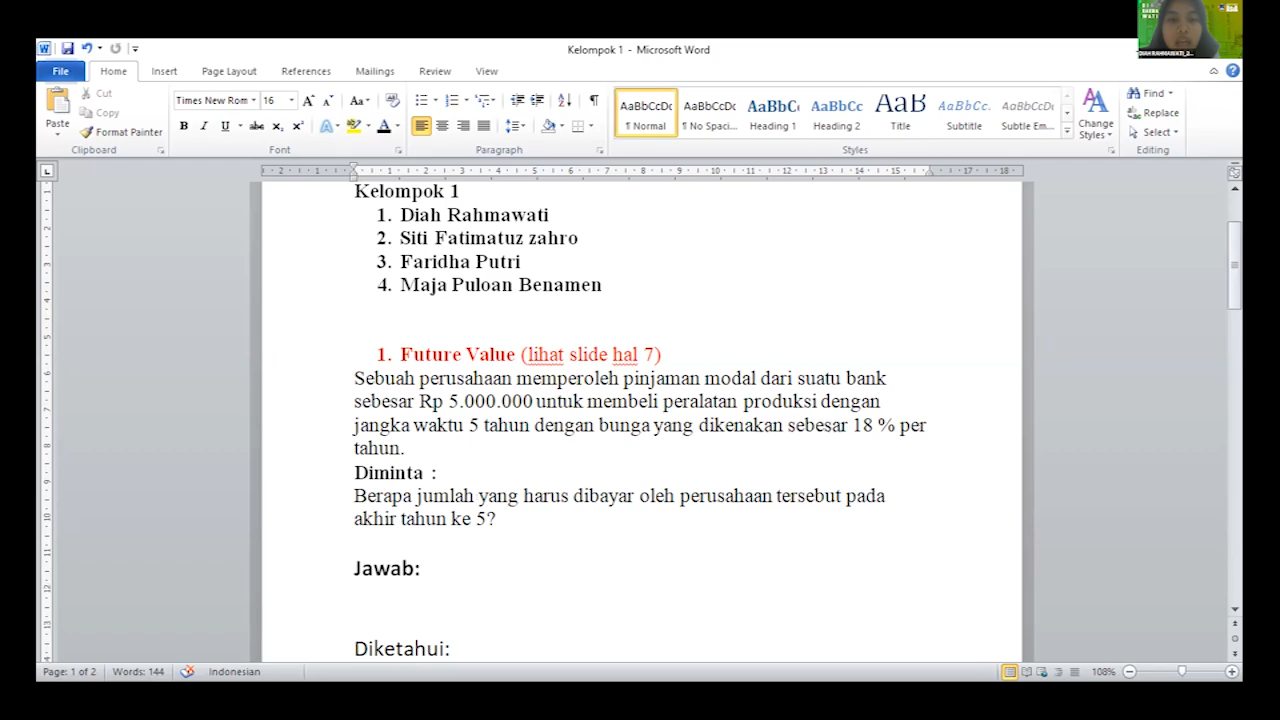 Kelompok 1 - Microsoft Word
File Home Insert Page Layout References Mailings Review View
Paste
Cut
Copy
Format Painter
Clipboard
Times New Rom 16
Font
Paragraph
AaBbCcDc AaBbCcDc AaBbC AaBbCc AaB AaBbCc. AaBbCcDi
¶ Normal ¶ No Spaci... Heading 1 Heading 2 Title Subtitle Subtle Em...
Change Styles
Styles
Find
Replace
Select
Editing
Kelompok 1
1. Diah Rahmawati
2. Siti Fatimatuz zahro
3. Faridha Putri
4. Maja Puloan Benamen
1. Future Value (lihat slide hal 7)
Sebuah perusahaan memperoleh pinjaman modal dari suatu bank
sebesar Rp 5.000.000 untuk membeli peralatan produksi dengan
jangka waktu 5 tahun dengan bunga yang dikenakan sebesar 18 % per
tahun.
Diminta :
Berapa jumlah yang harus dibayar oleh perusahaan tersebut pada
akhir tahun ke 5?
Jawab:
Diketahui:
Page: 1 of 2 Words: 144 Indonesian 108%